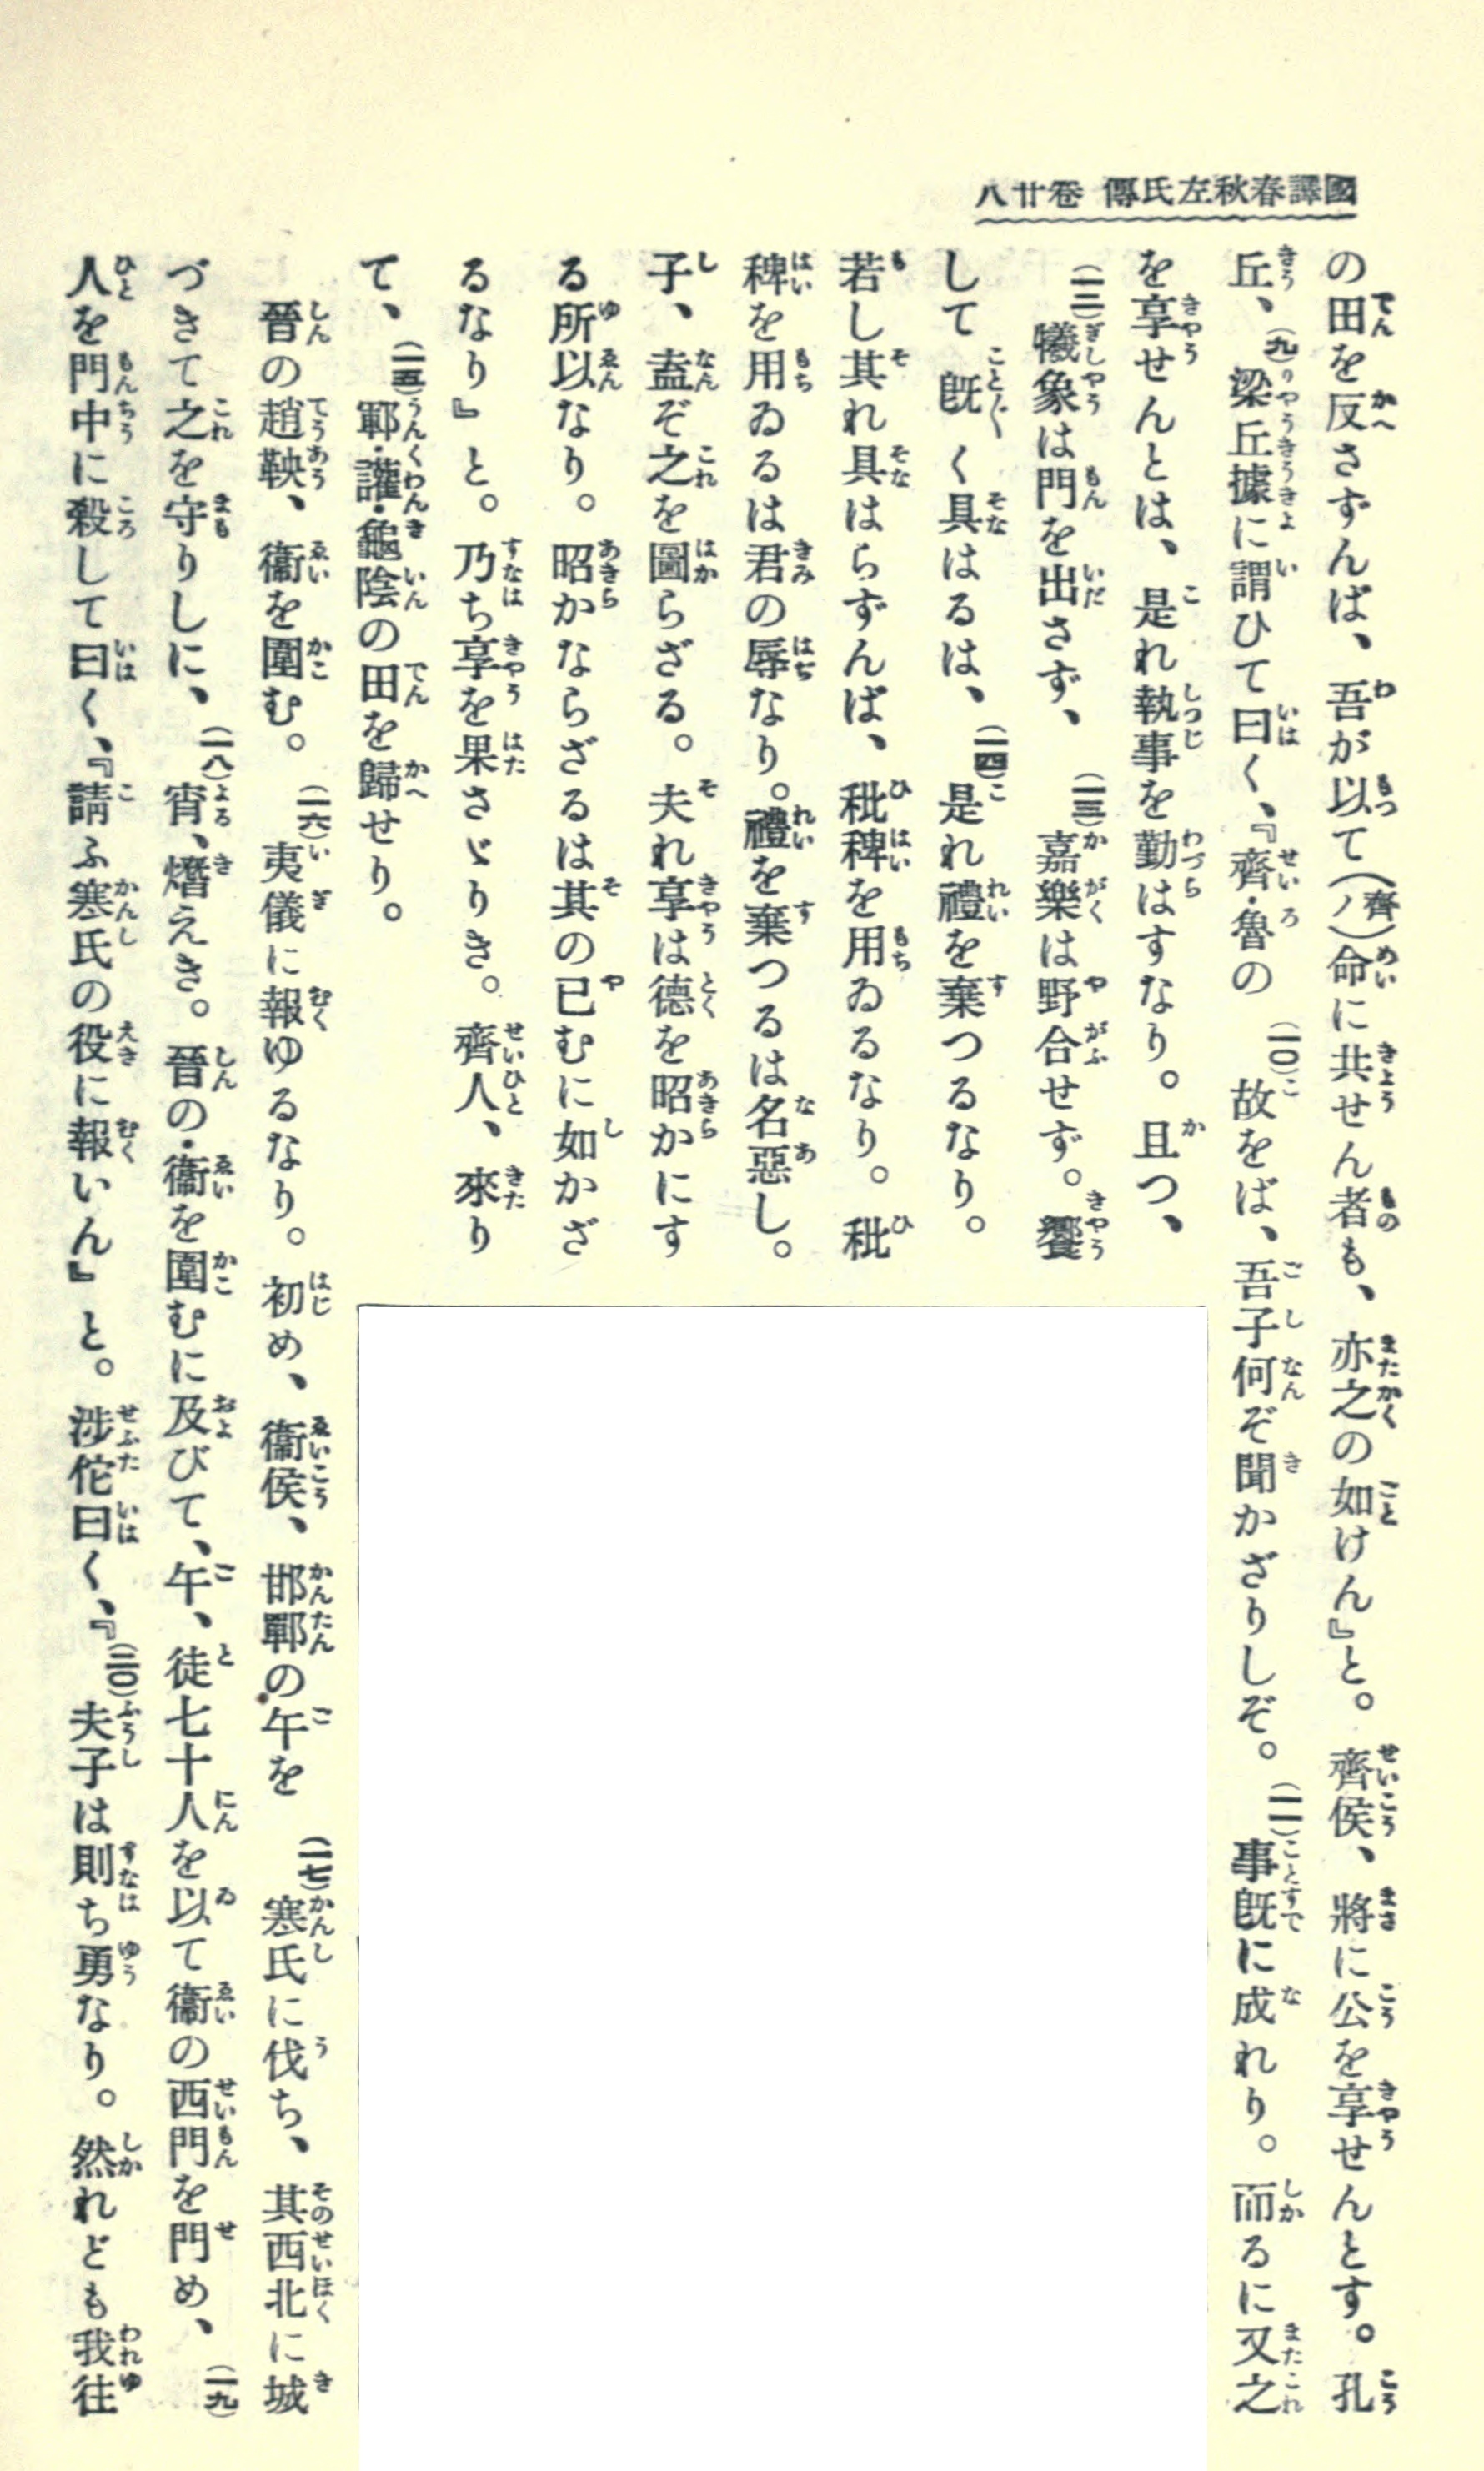 國譯春秋左氏傳 卷廿八
の田を反さずんば、吾が以て(齊ノ)命に共せん者も、亦之の如けん』と。齊侯、將に公を享せんとす。孔
丘、(九)梁丘據に謂ひて曰く、『齊·魯の(一〇)故をば、吾子何ぞ聞かざりしぞ。(一一)事既に成れり。而るに又之
を享せんとは、是れ執事を勤はすなり。且つ、
(一二)犧象は門を出さず、(一三)嘉樂は野合せず。饗
して既く具はるは、(一四)是れ禮を棄つるなり。
若し其れ具はらずんば、秕稗を用ゐるなり。秕
稗を用ゐるは君の辱なり。禮を棄つるは名惡し。
子、盍ぞ之を圖らざる。夫れ享は德を昭かにす
る所以なり。昭かならざるは其の已むに如かざ
るなり』と。乃ち享を果さゞりき。齊人、來り
て、(一五)鄆·讙·龜陰の田を歸せり。
晉の趙鞅、衞を圍む。(一六)夷儀に報ゆるなり。初め、衞侯、邯鄲の午を(一七)寒氏に伐ち、其西北に城
づきて之を守りしに、(一八)宵、熸えき。晉の·衞を圍むに及びて、午、徒七十人を以て衞の西門を門め、(一九)
人を門中に殺して曰く、『請ふ寒氏の役に報いん』と。涉佗曰く、『(二〇)夫子は則ち勇なり。然れども我往